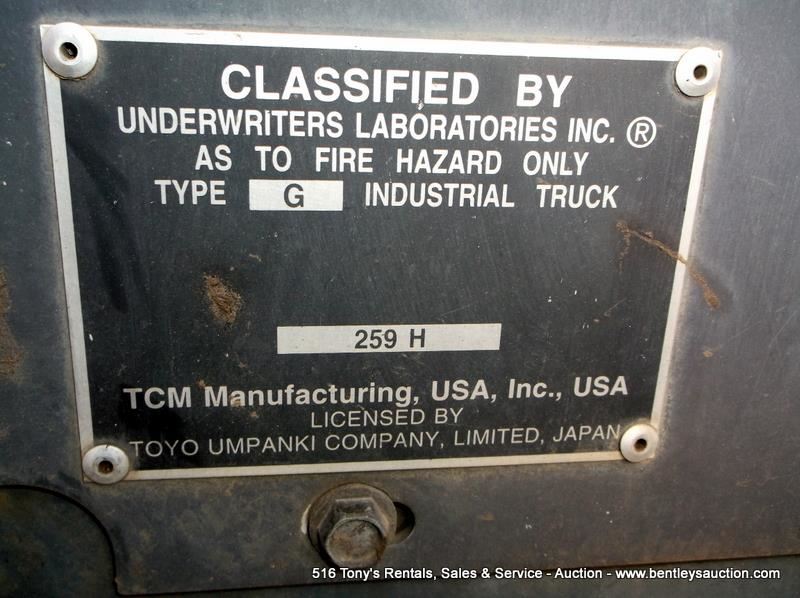 CLASSIFIED BY
UNDERWRITERS LABORATORIES INC. ®
AS TO FIRE HAZARD ONLY
TYPE G INDUSTRIAL TRUCK
259 H
TCM Manufacturing, USA, Inc., USA
LICENSED BY
TOYO UMPANKI COMPANY, LIMITED, JAPAN
516 Tony's Rentals, Sales & Service - Auction - www.bentleysauction.com